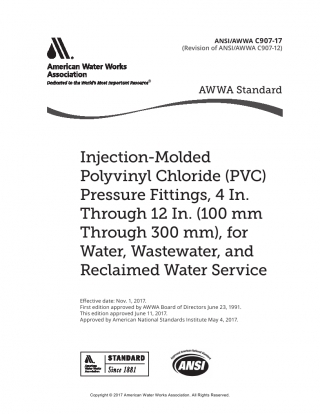 ANSI/AWWA C907-17
(Revision of ANSI/AWWA C907-12)
American Water Works
Association
Dedicated to the World's Most Important Resource®
AWWA Standard
Injection-Molded
Polyvinyl Chloride (PVC)
Pressure Fittings, 4 In.
Through 12 In. (100 mm
Through 300 mm), for
Water, Wastewater, and
Reclaimed Water Service
Effective date: Nov. 1, 2017.
First edition approved by AWWA Board of Directors June 23, 1991.
This edition approved June 11, 2017.
Approved by American National Standards Institute May 4, 2017.
American
Water Works
Association
STANDARD
Since 1881
ANSI
Copyright © 2017 American Water Works Association. All Rights Reserved.